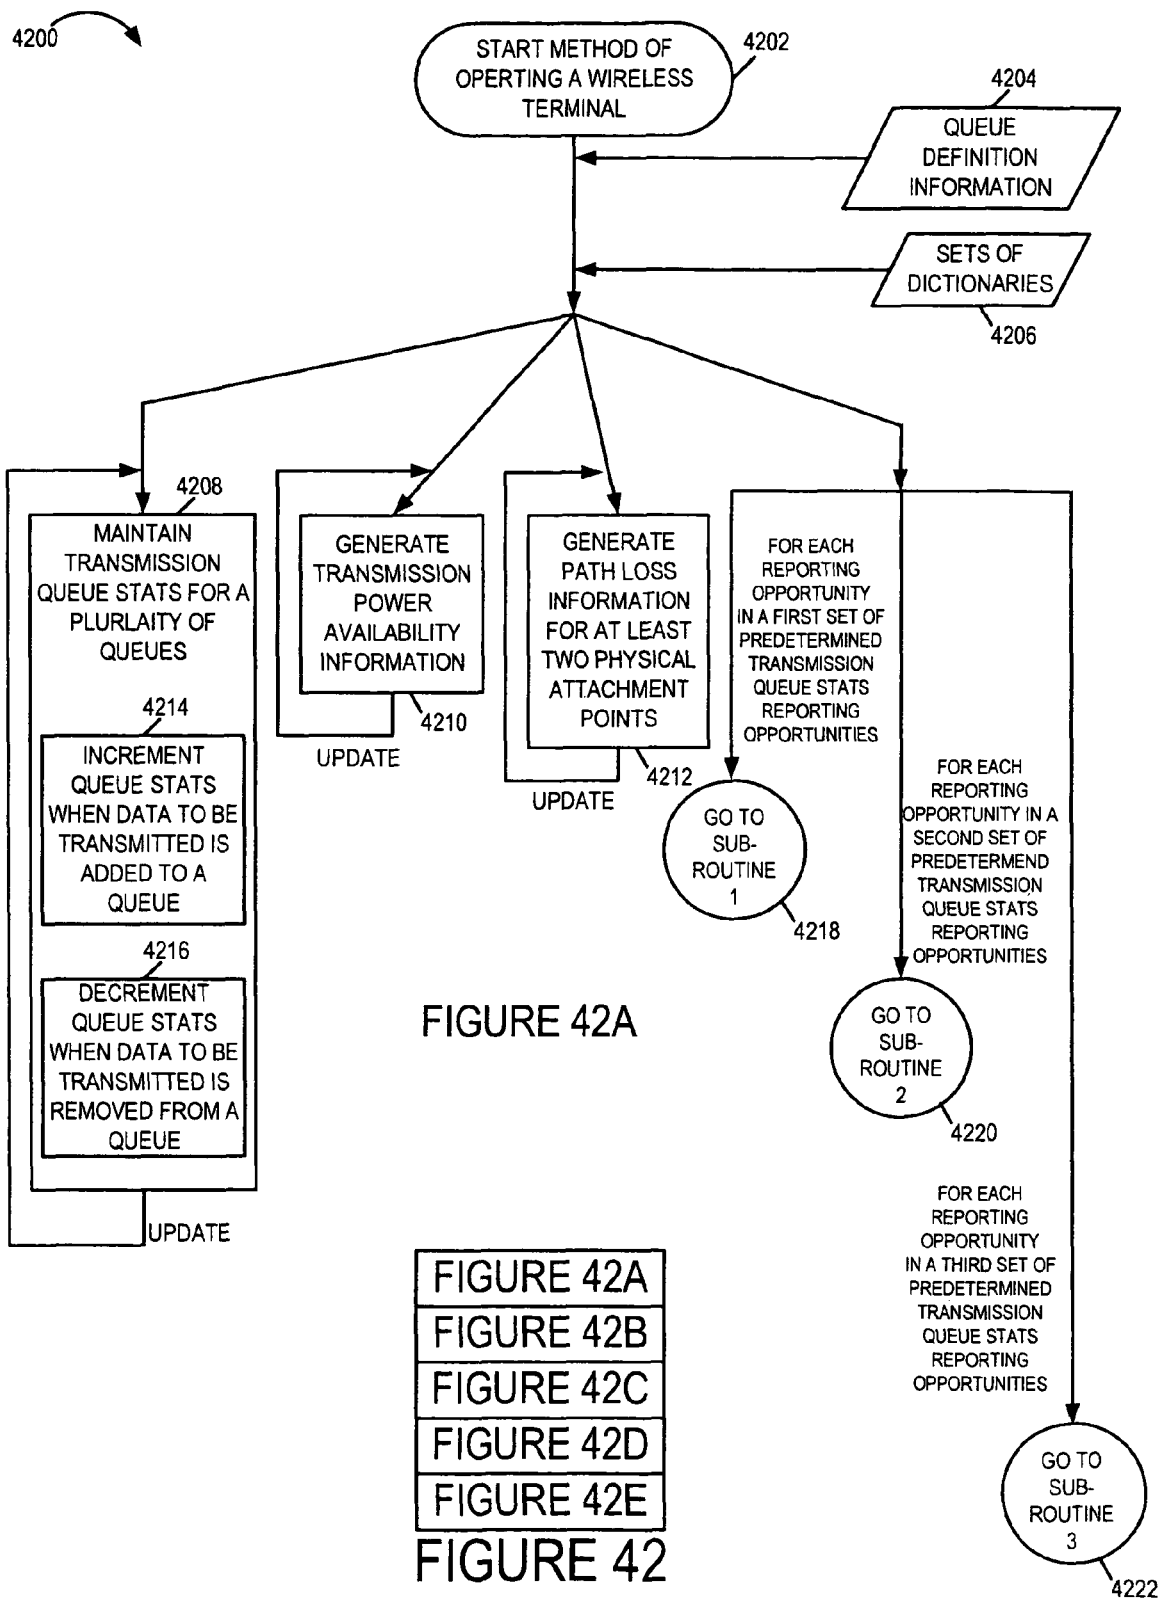 4200
START METHOD OF
OPERTING A WIRELESS
TERMINAL
4202
4204
QUEUE
DEFINITION
INFORMATION
SETS OF
DICTIONARIES
4206
4208
MAINTAIN
TRANSMISSION
QUEUE STATS FOR A
PLURLAITY OF
QUEUES
4214
INCREMENT
QUEUE STATS
WHEN DATA TO BE
TRANSMITTED IS
ADDED TO A
QUEUE
4216
DECREMENT
QUEUE STATS
WHEN DATA TO BE
TRANSMITTED IS
REMOVED FROM A
QUEUE
UPDATE
GENERATE
TRANSMISSION
POWER
AVAILABILITY
INFORMATION
4210
UPDATE
GENERATE
PATH LOSS
INFORMATION
FOR AT LEAST
TWO PHYSICAL
ATTACHMENT
POINTS
4212
UPDATE
FOR EACH
REPORTING
OPPORTUNITY
IN A FIRST SET OF
PREDETERMINED
TRANSMISSION
QUEUE STATS
REPORTING
OPPORTUNITIES
GO TO
SUB-
ROUTINE
1
4218
FOR EACH
REPORTING
OPPORTUNITY IN A
SECOND SET OF
PREDETERMEND
TRANSMISSION
QUEUE STATS
REPORTING
OPPORTUNITIES
GO TO
SUB-
ROUTINE
2
4220
FOR EACH
REPORTING
OPPORTUNITY
IN A THIRD SET OF
PREDETERMINED
TRANSMISSION
QUEUE STATS
REPORTING
OPPORTUNITIES
GO TO
SUB-
ROUTINE
3
4222
FIGURE 42A
FIGURE 42A
FIGURE 42B
FIGURE 42C
FIGURE 42D
FIGURE 42E
FIGURE 42